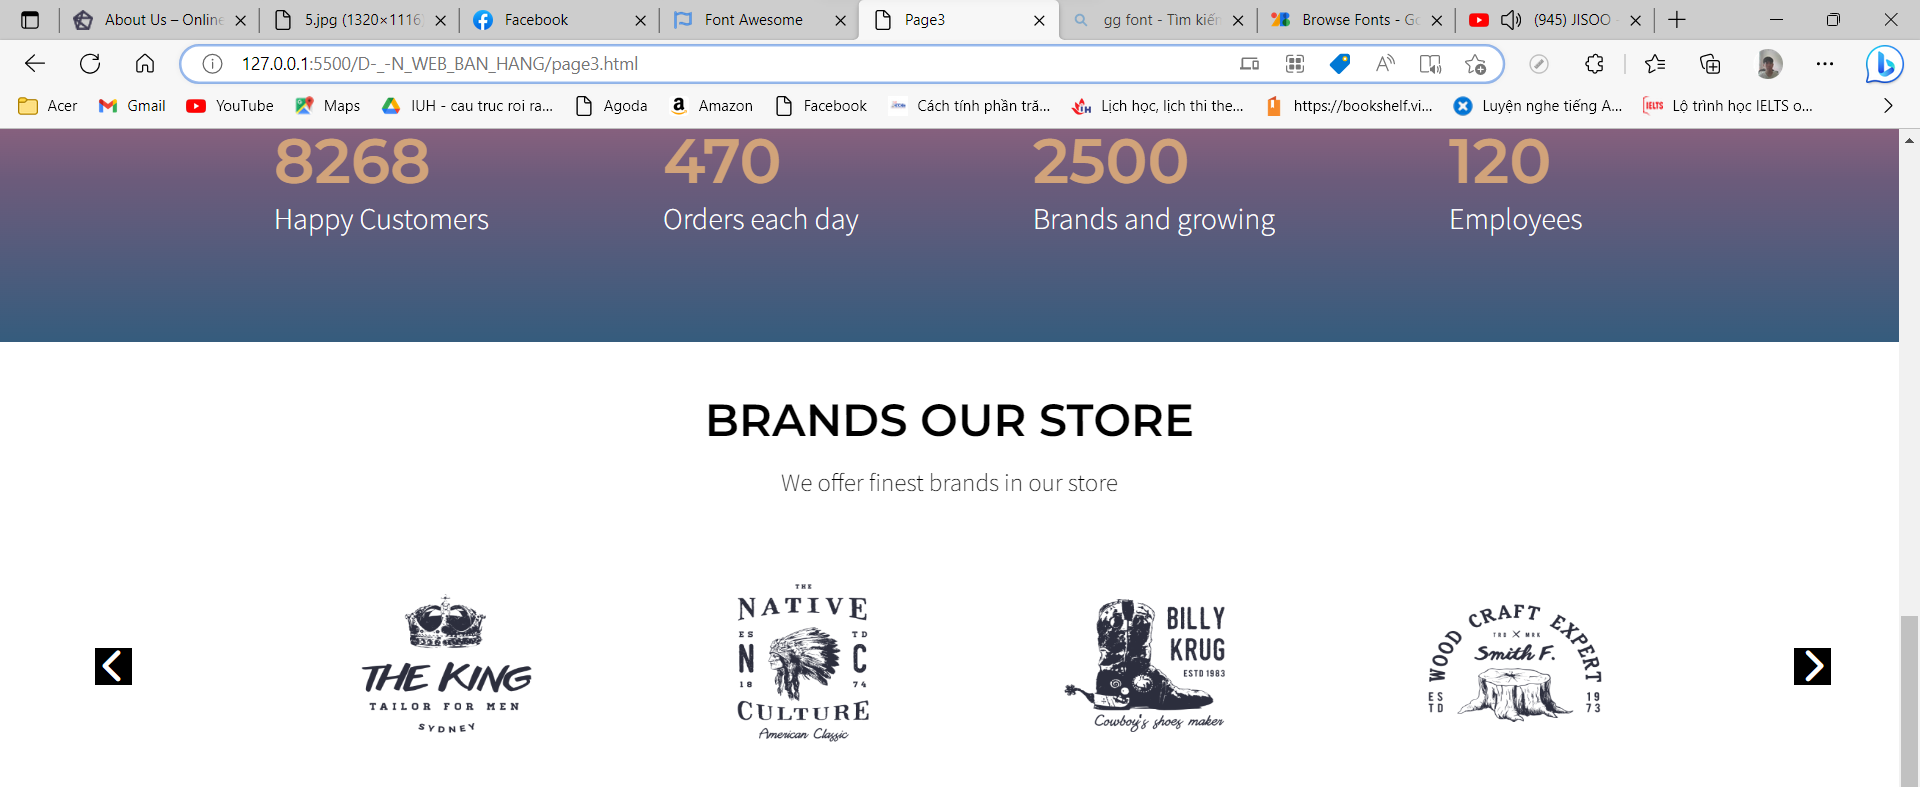 About Us – Online
5.jpg (1320×1116
Facebook
Font Awesome
Page3
gg font - Tìm kiến
Browse Fonts - Go
(945) JISOO
127.0.0.1:5500/D-_-N_WEB_BAN_HANG/page3.html
Acer
Gmail
YouTube
Maps
IUH - cau truc roi ra...
Agoda
Amazon
Facebook
Cách tính phần tră...
Lịch học, lịch thi the...
https://bookshelf.vi...
Luyện nghe tiếng A...
IELTS
Lộ trình học IELTS o...
8268
470
2500
120
Happy Customers
Orders each day
Brands and growing
Employees
BRANDS OUR STORE
We offer finest brands in our store
THE KING
TAILOR FOR MEN
SYDNEY
THE
NATIVE
ES TD
N C
18 74
CULTURE
American Classic
BILLY
KRUG
ESTD 1983
Cowboy's shoes maker
WOOD CRAFT EXPERT
TRD X MRK
Smith F.
ES 19
TD 73